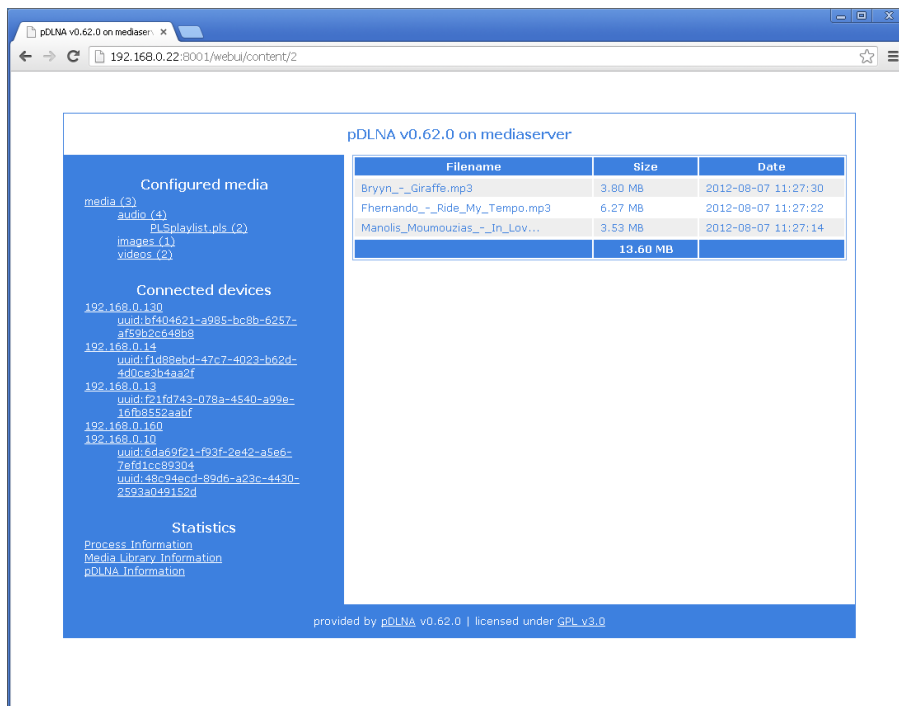 pDLNA v0.62.0 on mediaser
192.168.0.22:8001/webui/content/2
pDLNA v0.62.0 on mediaserver
Configured media
media (3)
audio (4)
PLSplaylist.pls (2)
images (1)
videos (2)
Connected devices
192.168.0.130
uuid:bf404621-a985-bc8b-6257-
af59b2c648b8
192.168.0.14
uuid:f1d88ebd-47c7-4023-b62d-
4d0ce3b4aa2f
192.168.0.13
uuid:f21fd743-078a-4540-a99e-
16fb8552aabf
192.168.0.160
192.168.0.10
uuid:6da69f21-f93f-2e42-a5e6-
7efd1cc89304
uuid:48c94ecd-89d6-a23c-4430-
2593a049152d
Statistics
Process Information
Media Library Information
pDLNA Information
Filename Size Date
Bryyn_-_Giraffe.mp3 3.80 MB 2012-08-07 11:27:30
Fhernando_-_Ride_My_Tempo.mp3 6.27 MB 2012-08-07 11:27:22
Manolis_Moumouzias_-_In_Lov... 3.53 MB 2012-08-07 11:27:14
13.60 MB
provided by pDLNA v0.62.0 | licensed under GPL v3.0